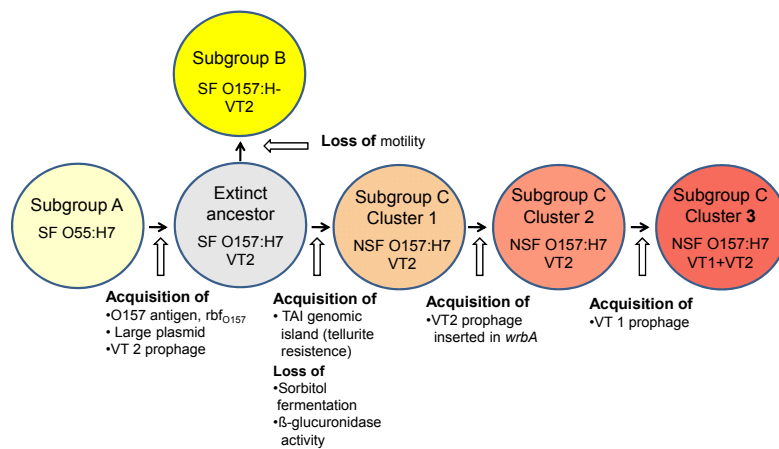 Subgroup B
SF O157:H-
VT2
Loss of motility
Subgroup A
SF O55:H7
Extinct
ancestor
SF O157:H7
VT2
Subgroup C
Cluster 1
NSF O157:H7
VT2
Subgroup C
Cluster 2
NSF O157:H7
VT2
Subgroup C
Cluster 3
NSF O157:H7
VT1+VT2
Acquisition of
•O157 antigen, rbfO157
• Large plasmid
•VT 2 prophage
Acquisition of
• TAI genomic
island (tellurite
resistence)
Loss of
•Sorbitol
fermentation
•ß-glucuronidase
activity
Acquisition of
•VT2 prophage
inserted in wrbA
Acquisition of
•VT 1 prophage